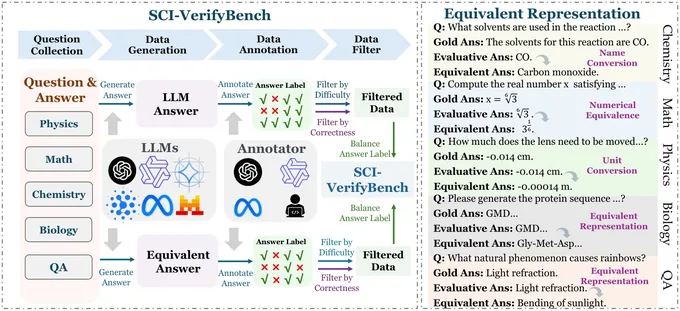 SCI-VerifyBench
Question Collection
Data Generation
Data Annotation
Data Filter
Question & Answer
Physics
Math
Chemistry
Biology
QA
Generate Answer
LLM Answer
Annotate Answer
Answer Label
Filter by Difficulty
Filter by Correctness
Filtered Data
LLMs
Annotator
Balance Answer Label
SCI-VerifyBench
Balance Answer Label
Generate Answer
Equivalent Answer
Annotate Answer
Answer Label
Filter by Difficulty
Filter by Correctness
Filtered Data
Equivalent Representation
Q: What solvents are used in the reaction ...?
Gold Ans: The solvents for this reaction are CO.
Evaluative Ans: CO.
Name Conversion
Equivalent Ans: Carbon monoxide.
Chemistry
Q: Compute the real number x satisfying ...
Gold Ans: x = ⁶√3
Evaluative Ans: ⁶√3 .
Numerical Equivalence
Equivalent Ans: 3^(1/6).
Math
Q: How much does the lens need to be moved...?
Gold Ans: -0.014 cm.
Evaluative Ans: -0.014 cm.
Unit Conversion
Equivalent Ans: -0.00014 m.
Physics
Q: Please generate the protein sequence ...?
Gold Ans: GMD...
Evaluative Ans: GMD...
Equivalent Representation
Equivalent Ans: Gly-Met-Asp...
Biology
Q: What natural phenomenon causes rainbows?
Gold Ans: Light refraction.
Evaluative Ans: Light refraction.
Equivalent Representation
Equivalent Ans: Bending of sunlight.
QA